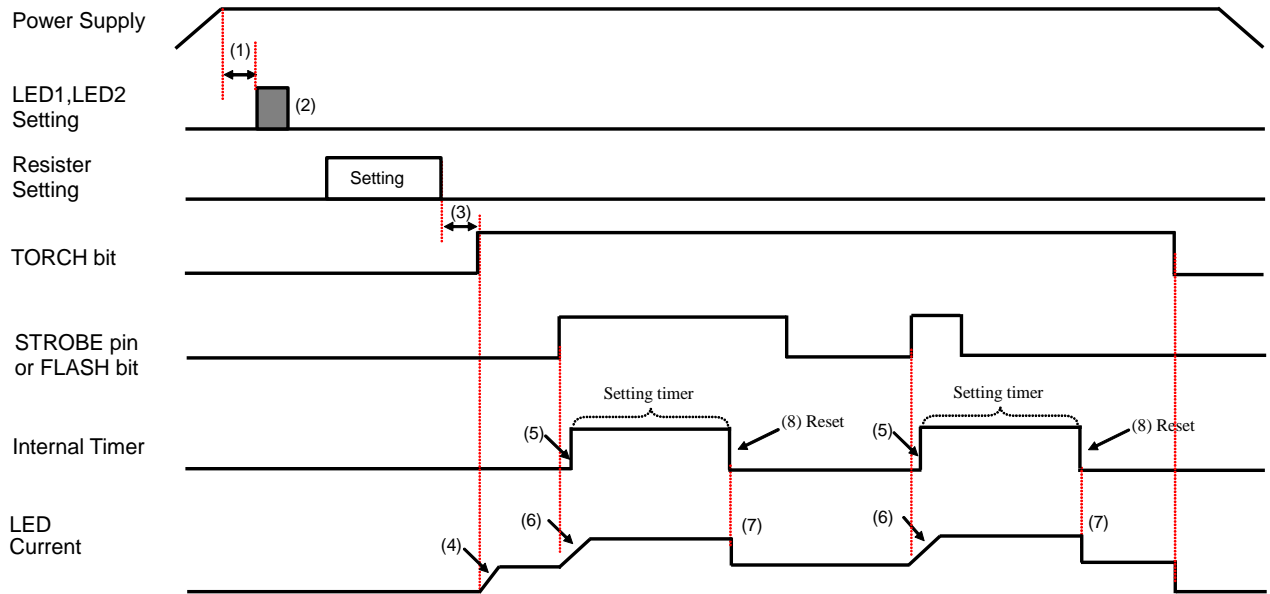 Power Supply
(1)
LED1,LED2
Setting
(2)
Resister
Setting
Setting
(3)
TORCH bit
STROBE pin
or FLASH bit
Setting timer
Setting timer
Internal Timer
(5)
(8) Reset
(5)
(8) Reset
LED
Current
(4)
(6)
(7)
(6)
(7)